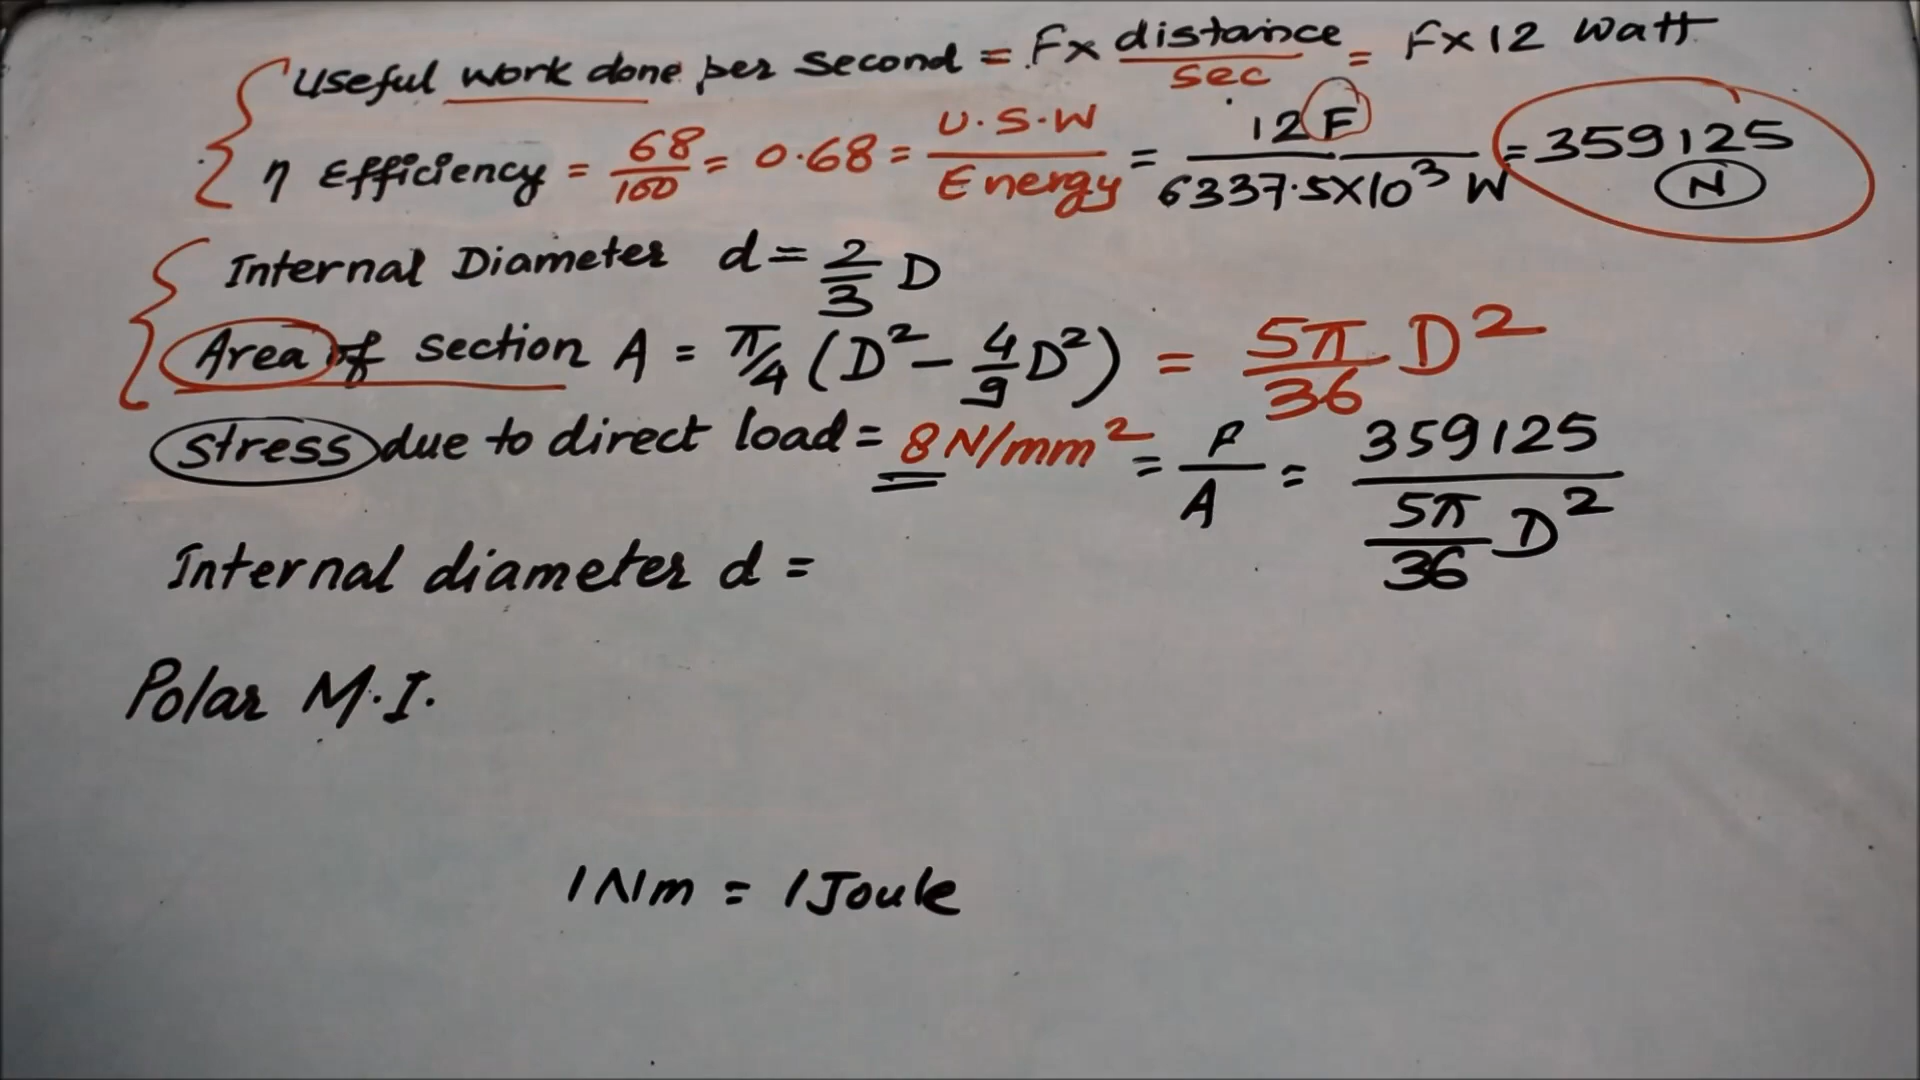 Useful work done per second = F× distance/sec = F×12 Watt
η Efficiency = 68/100 = 0.68 = U.S.W/Energy = 12F/6337.5×10³ W = 359125 N
Internal Diameter d = 2/3 D
Area of section A = π/4 (D² - 4/9 D²) = 5π/36 D²
Stress due to direct load = 8 N/mm² = P/A = 359125/(5π/36 D²)
Internal diameter d =
Polar M.I.
1Nm = 1Joule